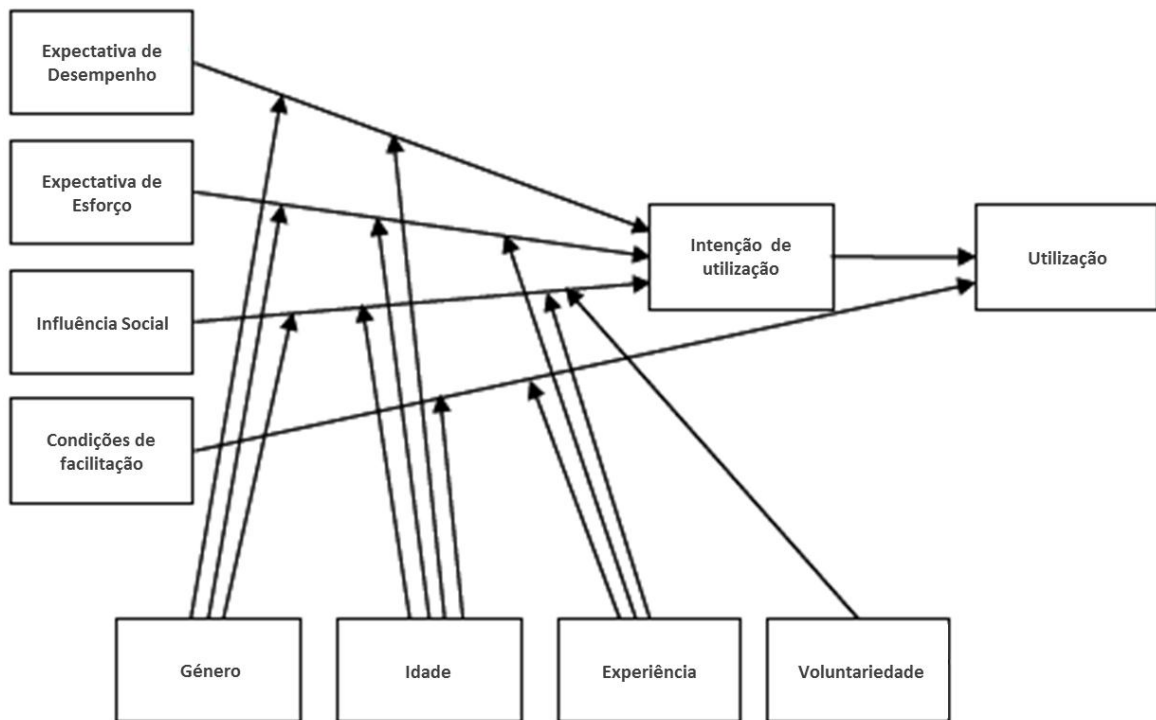 Expectativa de
Desempenho
Expectativa de
Esforço
Influência Social
Condições de
facilitação
Intenção de
utilização
Utilização
Género
Idade
Experiência
Voluntariedade